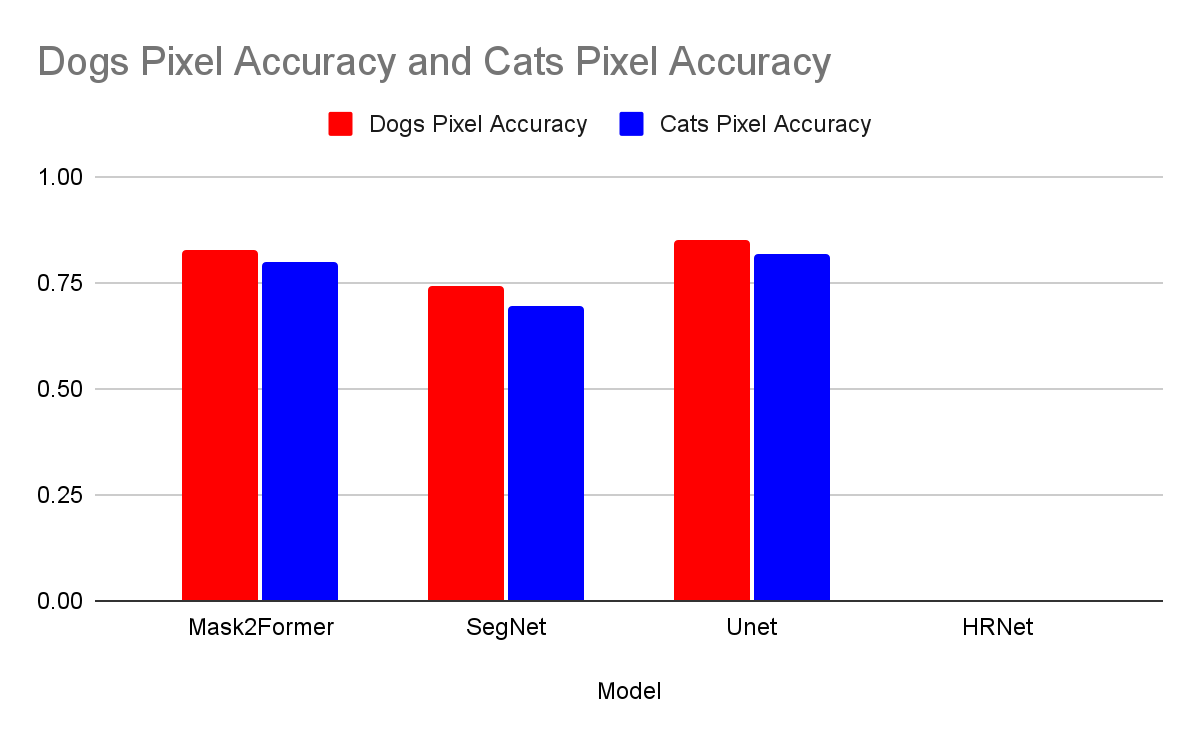 Dogs Pixel Accuracy and Cats Pixel Accuracy
Dogs Pixel Accuracy Cats Pixel Accuracy
1.00
0.75
0.50
0.25
0.00
Mask2Former SegNet Unet HRNet
Model